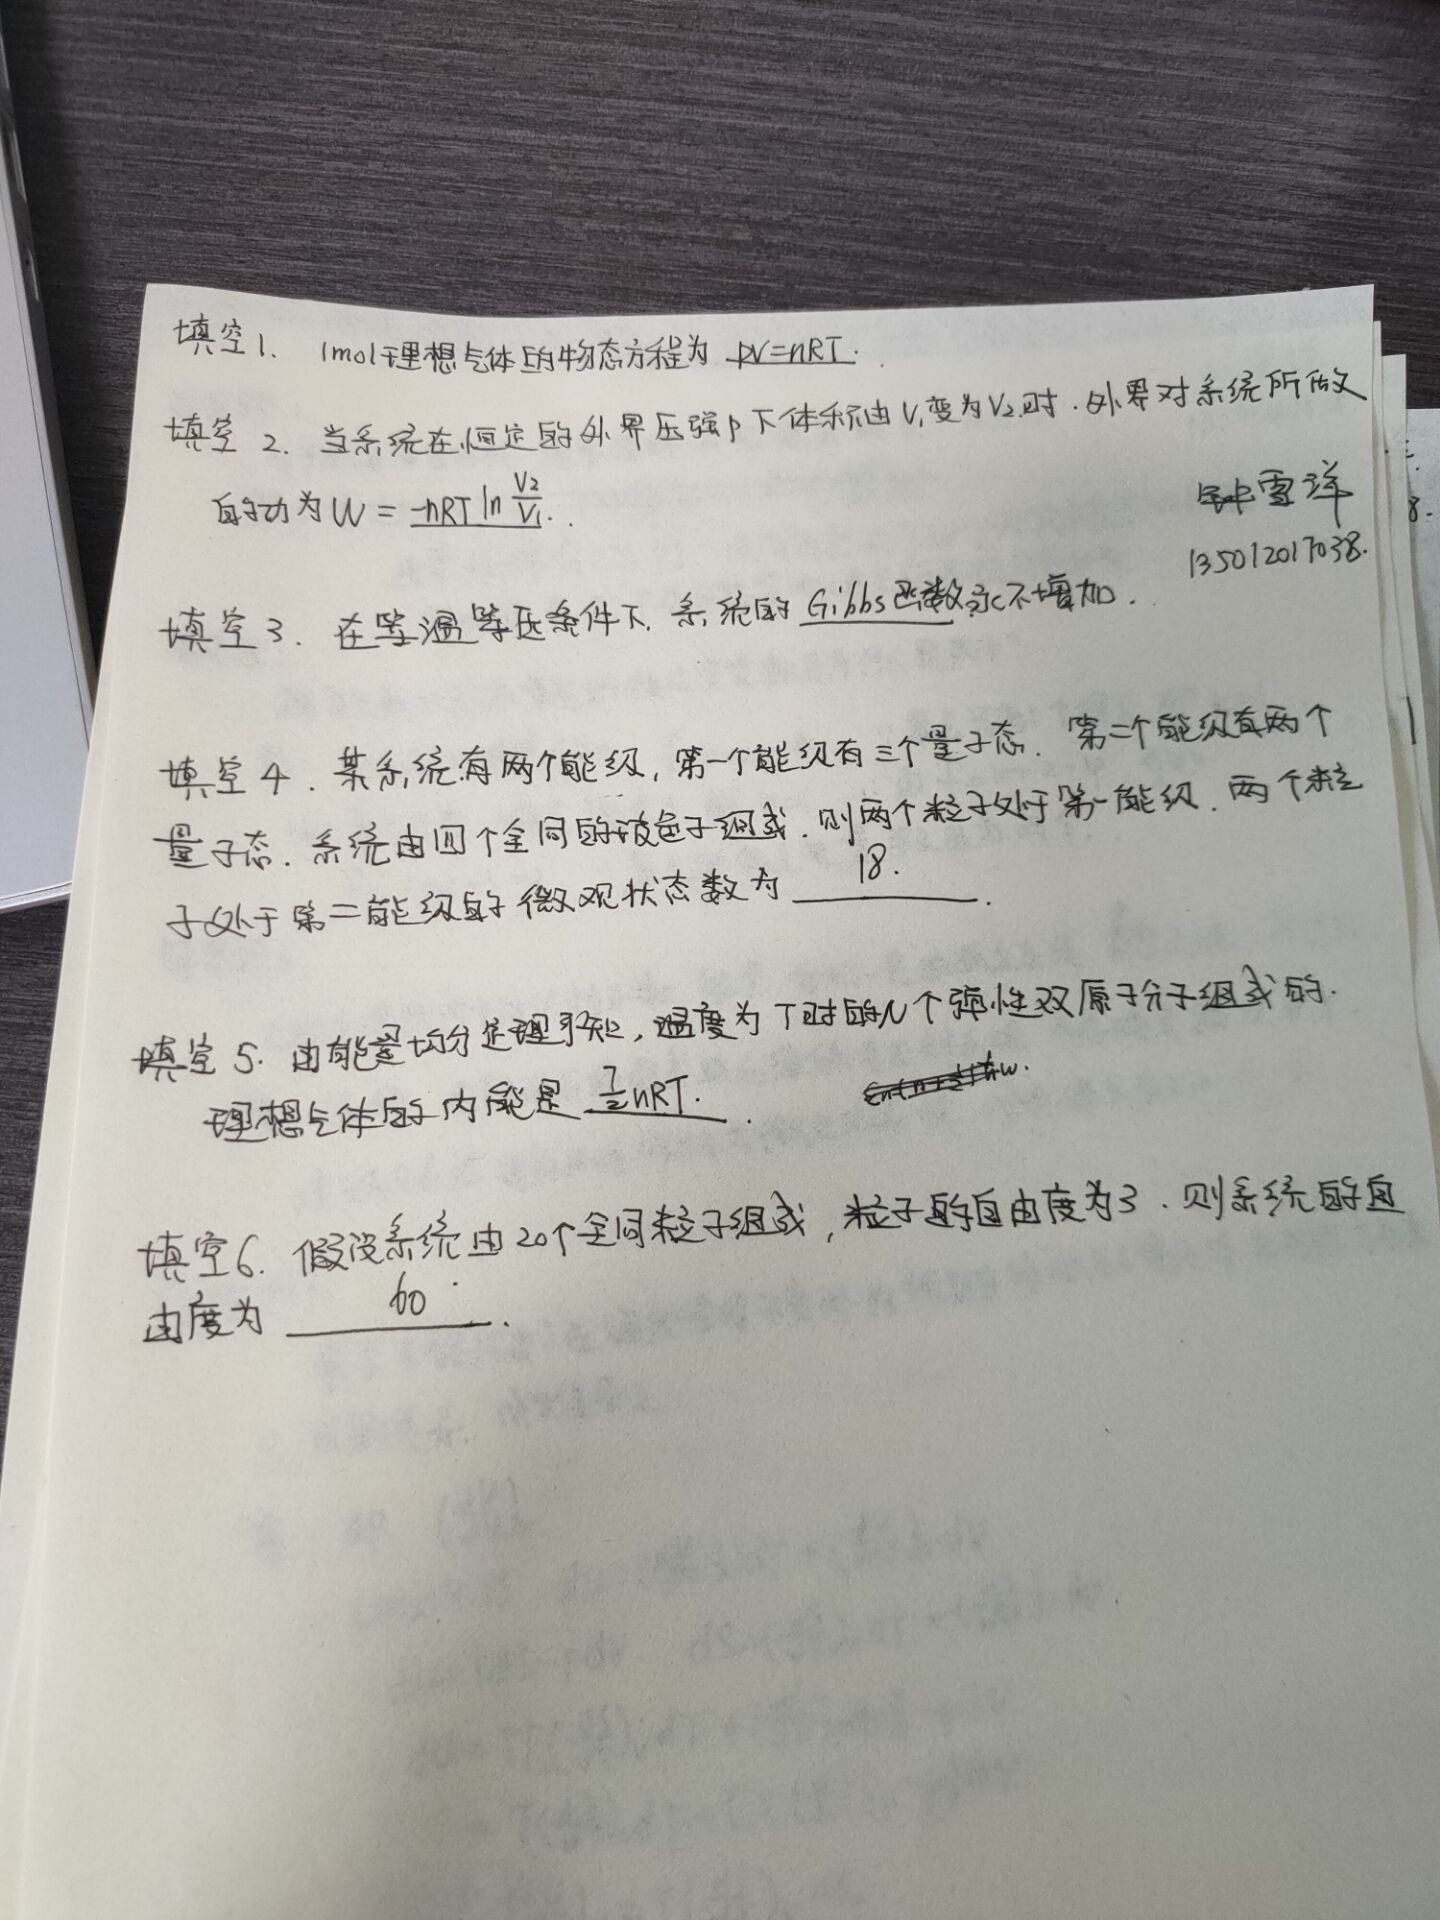 填空1. 1mol理想气体的物态方程为 pV=nRT.
填空2. 当系统在恒定的外界压强p下体积由V₁变为V₂时.外界对系统所做
的功为W = -nRT ln V₂/V₁.
钟雪洋
135012017038.
填空3. 在等温等压条件下.系统的 Gibbs函数永不增加.
填空4. 某系统有两个能级,第一个能级有三个量子态.第二个能级有两个
量子态.系统由四个全同的玻色子组成.则两个粒子处于第一能级.两个粒
子处于第二能级的微观状态数为 18.
填空5. 由能量均分定理可知,温度为T时的N个弹性双原子分子组成的.
理想气体的内能是 7/2 nRT.
填空6. 假设系统由20个全同粒子组成,粒子的自由度为3.则系统的自
由度为 60.